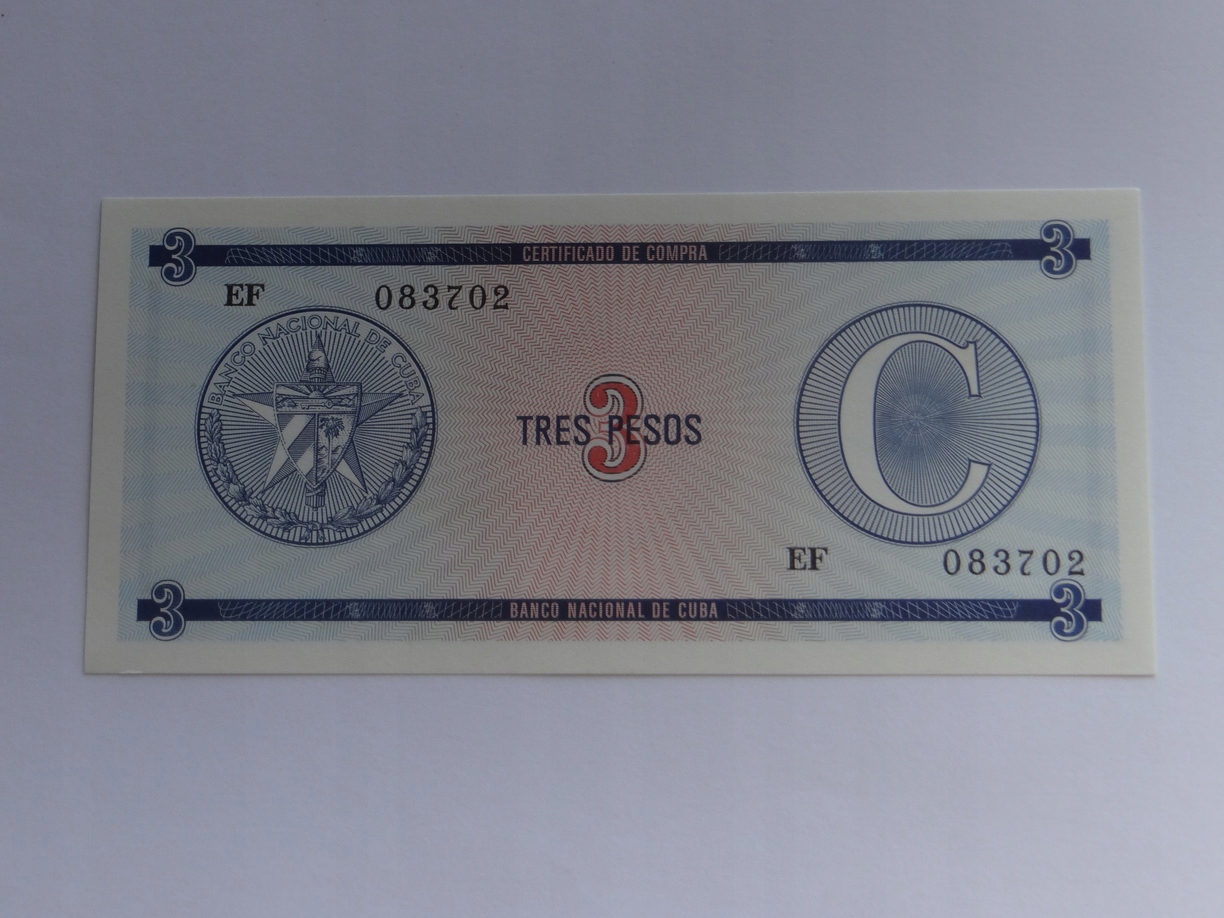 3 CERTIFICADO DE COMPRA 3
EF 083702
BANCO NACIONAL DE CUBA
C
3
TRES PESOS
EF 083702
3 BANCO NACIONAL DE CUBA 3